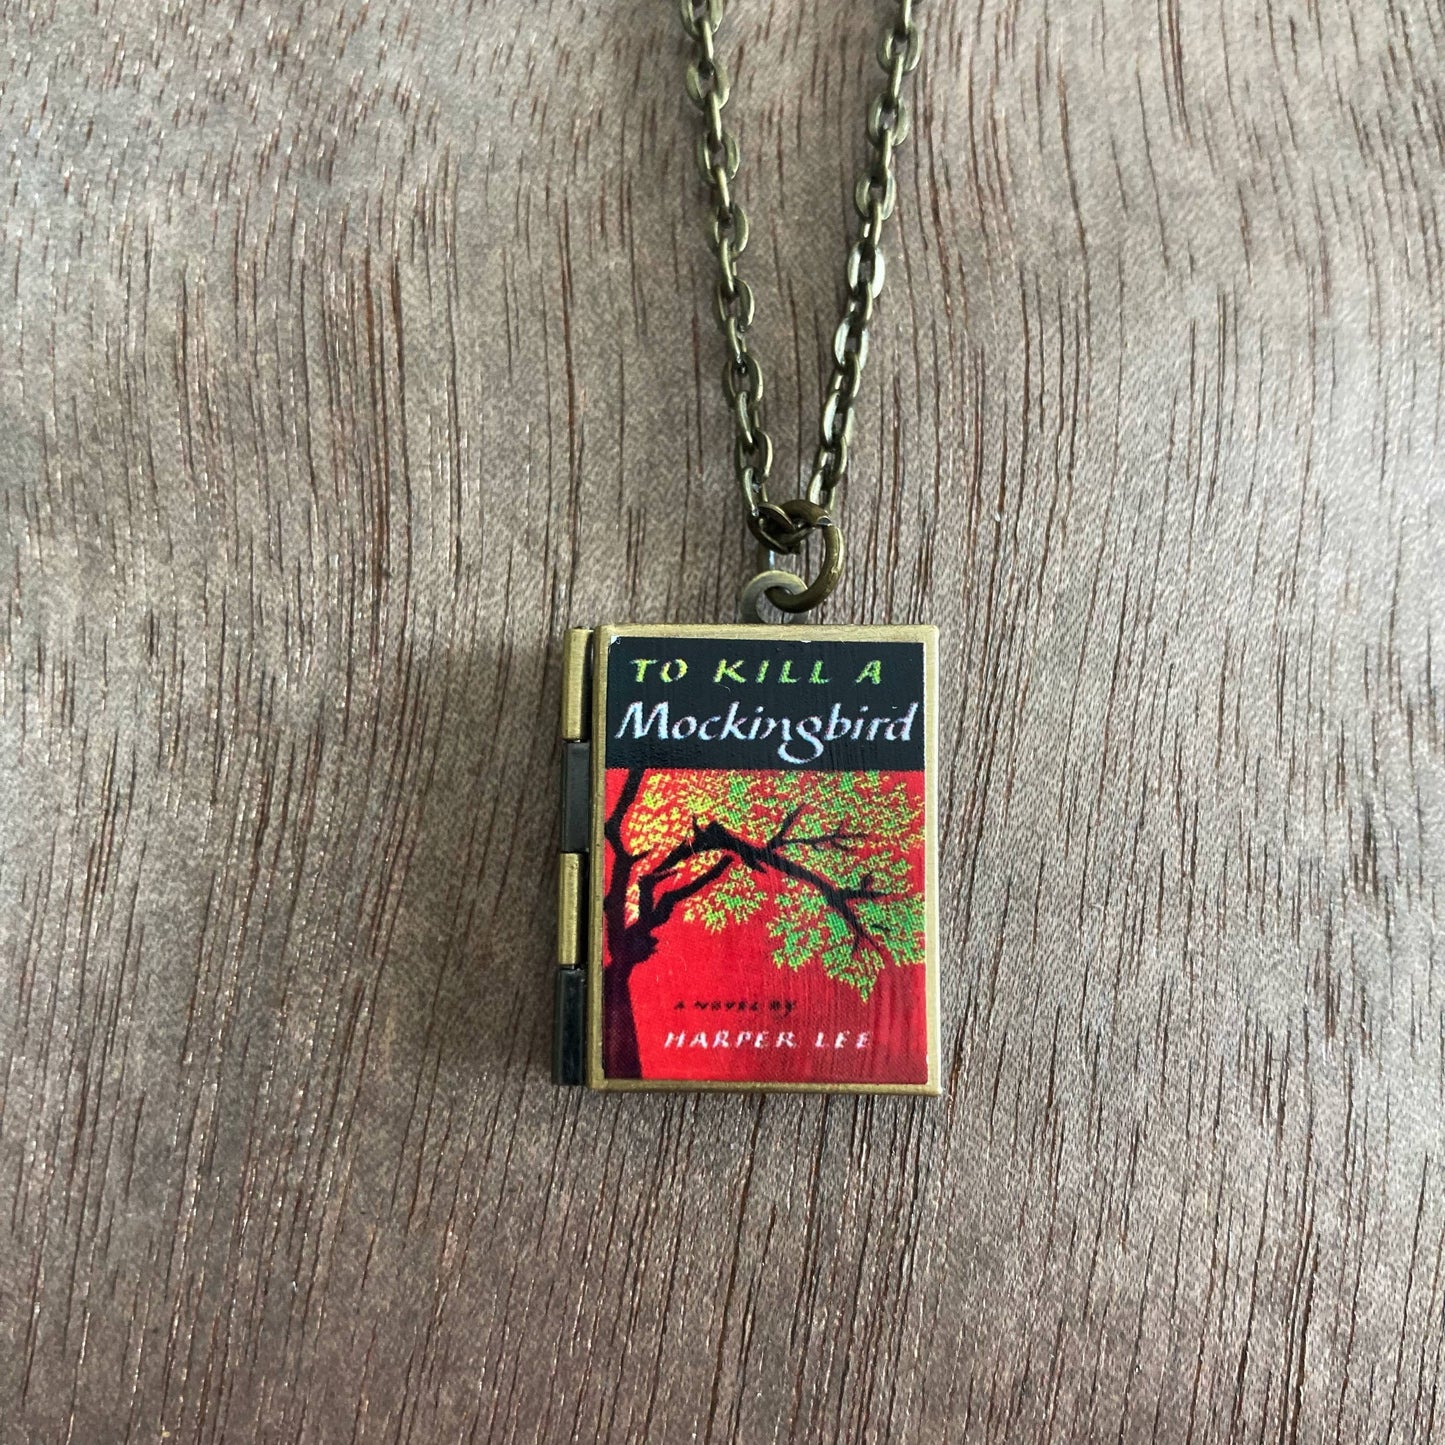 TO KILL A
Mockingbird
A NOVEL BY
HARPER LEE